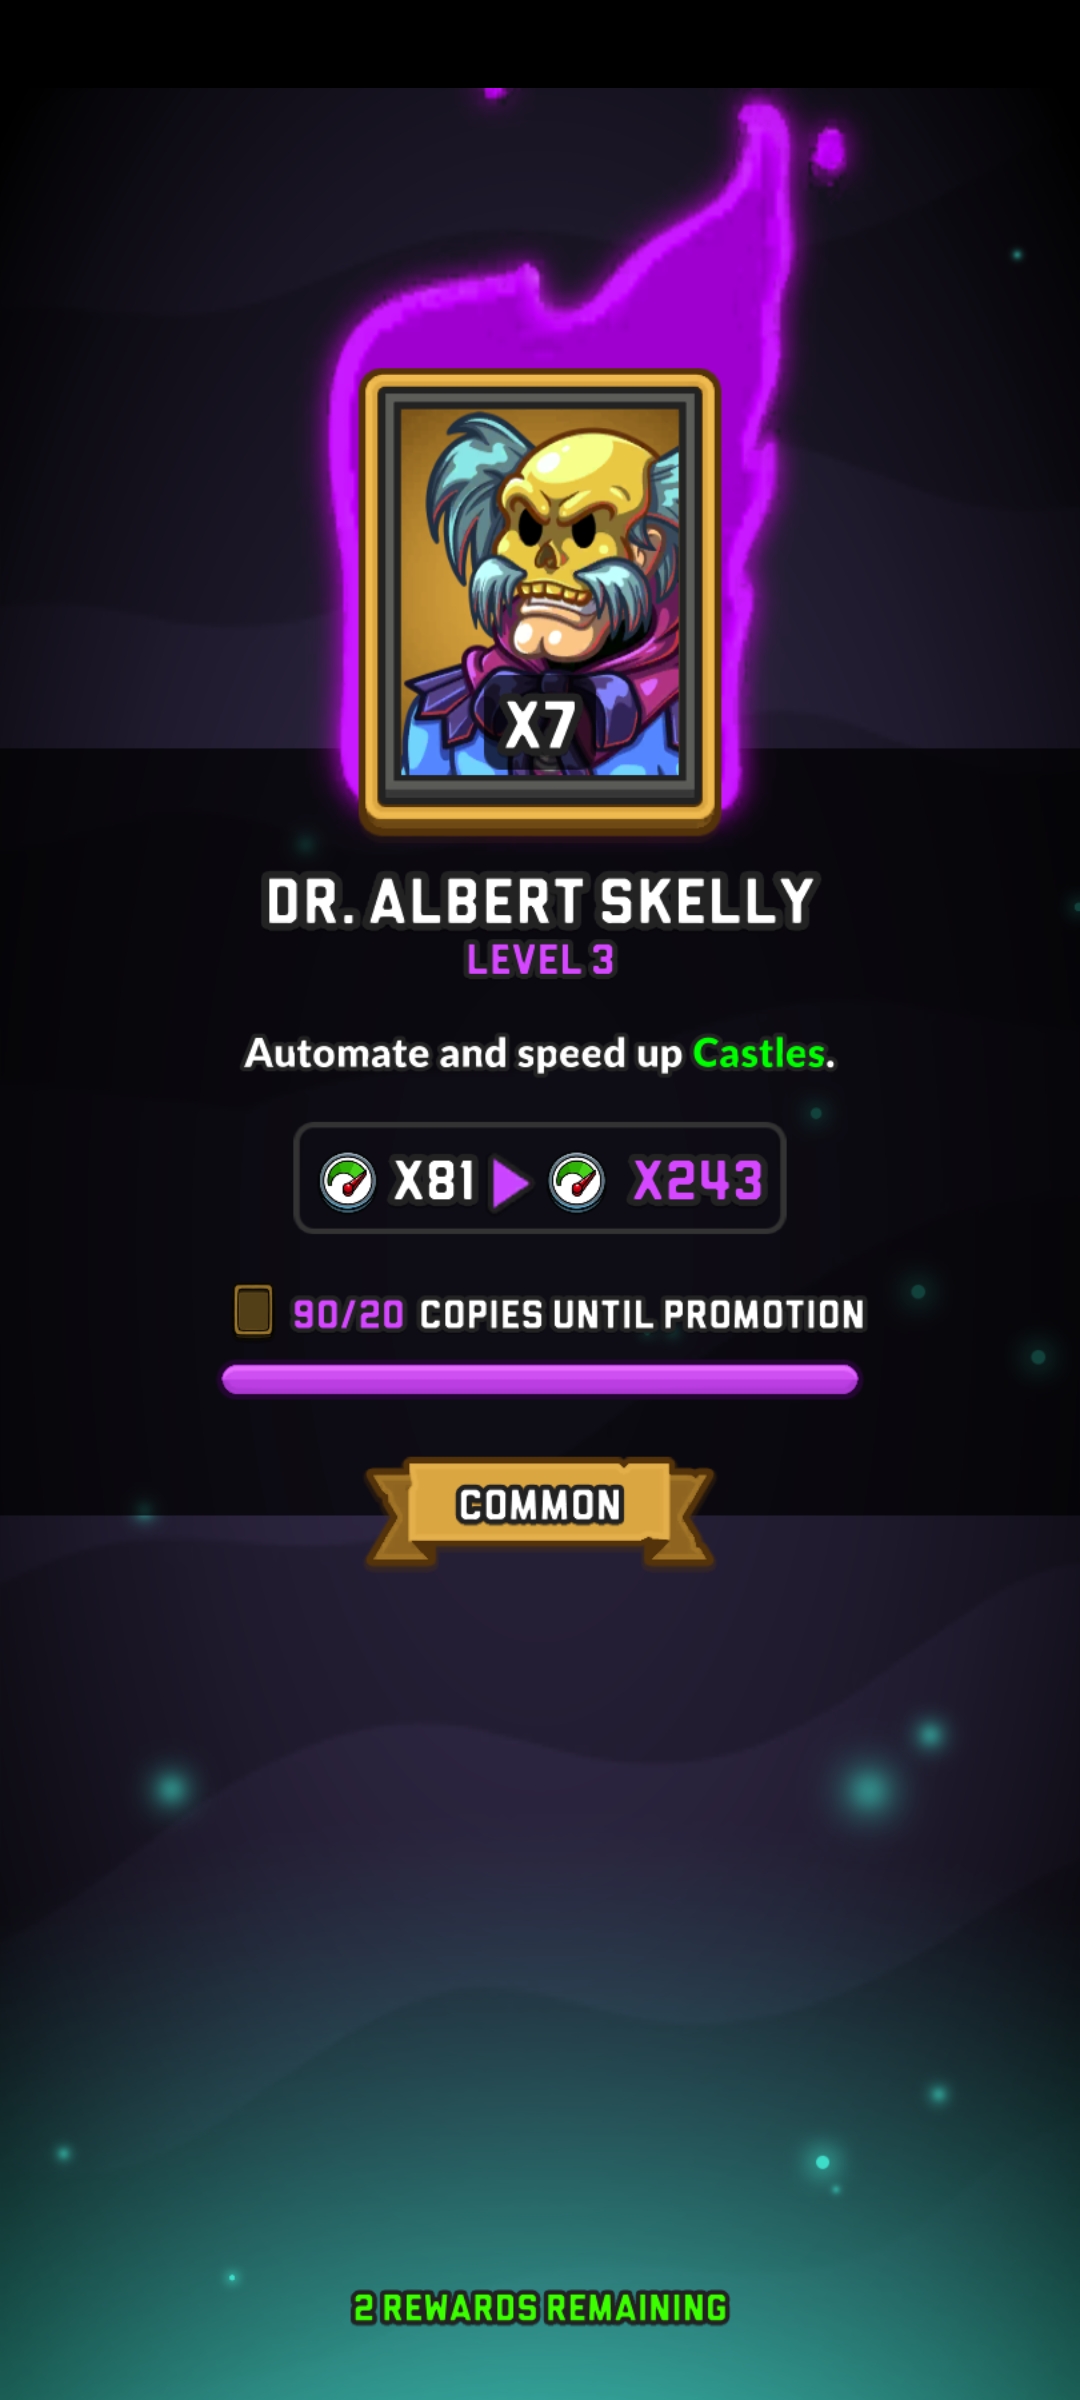 X7
DR. ALBERT SKELLY
LEVEL 3
Automate and speed up Castles.
X81 X243
90/20 COPIES UNTIL PROMOTION
COMMON
2 REWARDS REMAINING